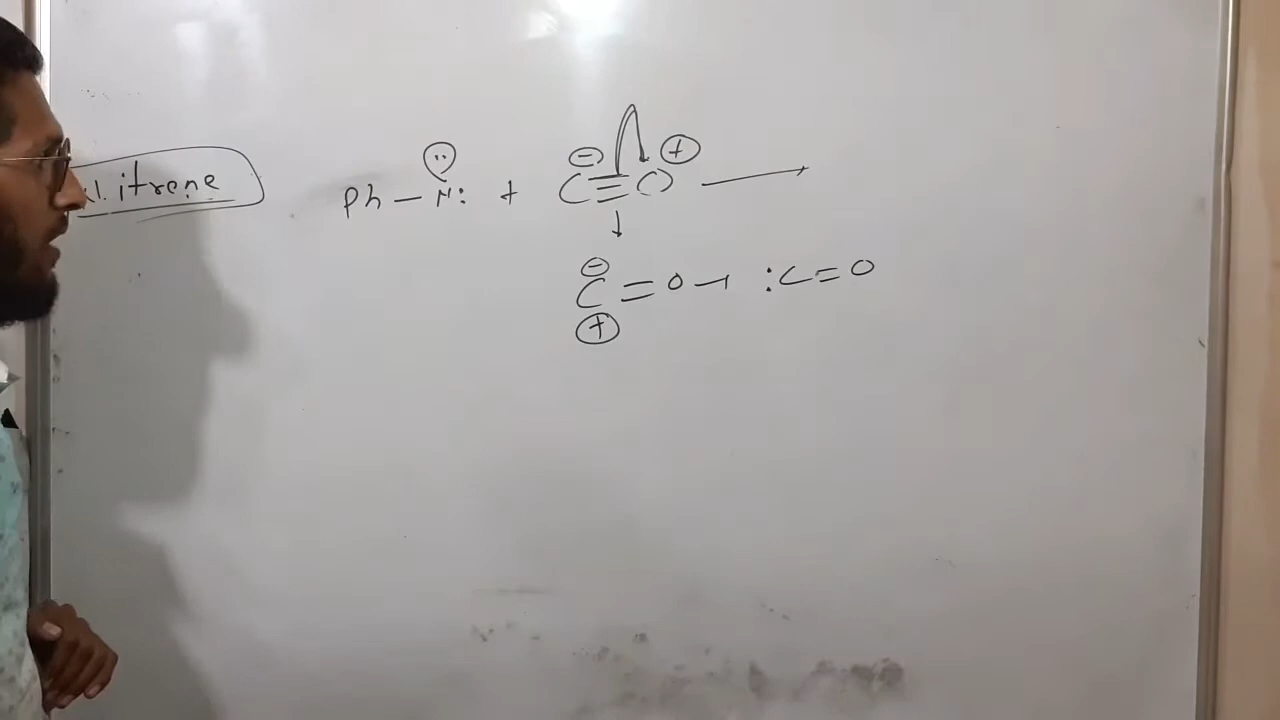 itrene
Ph – N: + C≡O ⟶
⊖ ⊕
↓
⊖
C = O → :C=O
⊕